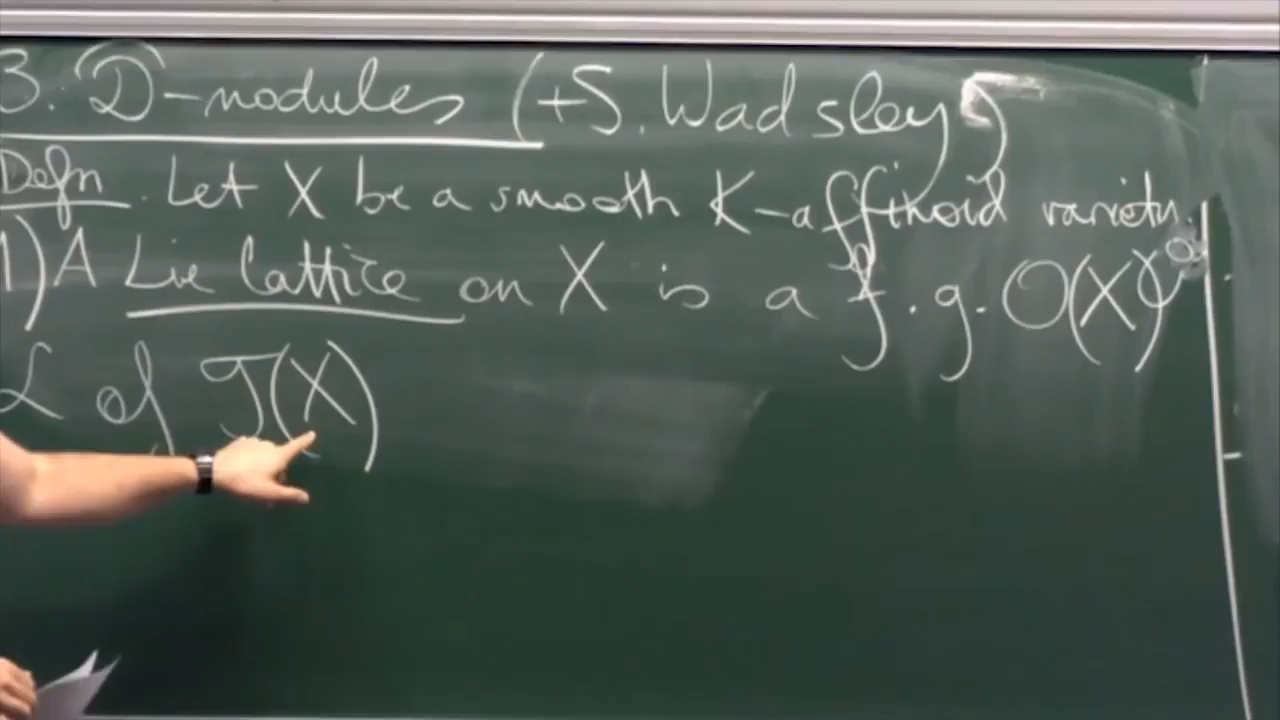 3. D̑-modules (+S. Wadsley)
Defn. Let X be a smooth K-affinoid variety.
1) A Lie lattice on X is a f.g. O(X)°
L of T(X)